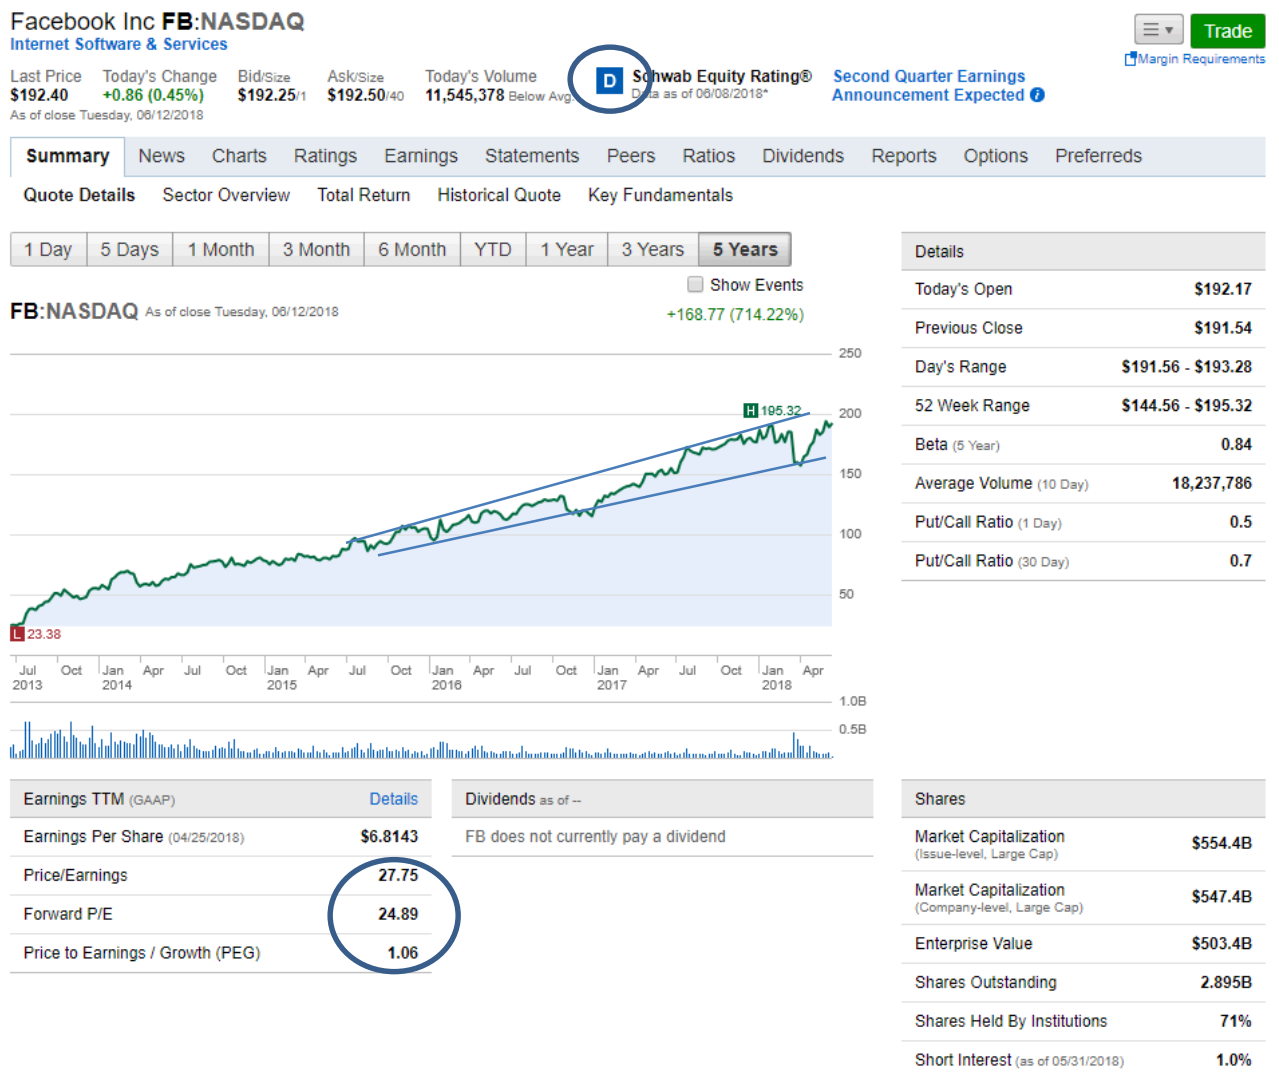 Facebook Inc FB:NASDAQ
Internet Software & Services
Trade
Margin Requirements
Last Price Today's Change Bid/Size Ask/Size Today's Volume
$192.40 +0.86 (0.45%) $192.25/1 $192.50/40 11,545,378 Below Avg.
As of close Tuesday, 06/12/2018
D Schwab Equity Rating®
Data as of 06/08/2018*
Second Quarter Earnings
Announcement Expected i
Summary News Charts Ratings Earnings Statements Peers Ratios Dividends Reports Options Preferreds
Quote Details Sector Overview Total Return Historical Quote Key Fundamentals
1 Day 5 Days 1 Month 3 Month 6 Month YTD 1 Year 3 Years 5 Years
Show Events
FB:NASDAQ As of close Tuesday, 06/12/2018
+168.77 (714.22%)
250
H 195.32
200
150
100
50
L 23.38
Jul Oct Jan Apr Jul Oct Jan Apr Jul Oct Jan Apr Jul Oct Jan Apr Jul Oct Jan Apr
2013 2014 2015 2016 2017 2018
1.0B
0.5B
Details
Today's Open $192.17
Previous Close $191.54
Day's Range $191.56 - $193.28
52 Week Range $144.56 - $195.32
Beta (5 Year) 0.84
Average Volume (10 Day) 18,237,786
Put/Call Ratio (1 Day) 0.5
Put/Call Ratio (30 Day) 0.7
Earnings TTM (GAAP) Details
Earnings Per Share (04/25/2018) $6.8143
Price/Earnings 27.75
Forward P/E 24.89
Price to Earnings / Growth (PEG) 1.06
Dividends as of --
FB does not currently pay a dividend
Shares
Market Capitalization $554.4B
(Issue-level, Large Cap)
Market Capitalization $547.4B
(Company-level, Large Cap)
Enterprise Value $503.4B
Shares Outstanding 2.895B
Shares Held By Institutions 71%
Short Interest (as of 05/31/2018) 1.0%